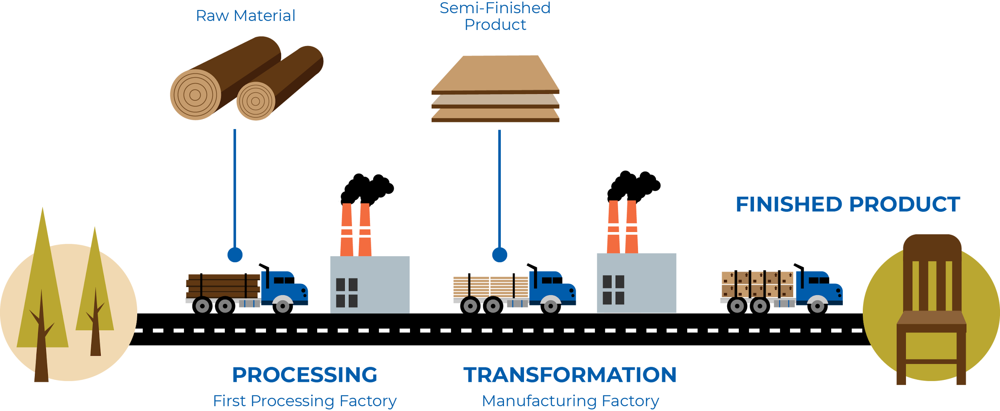 Raw Material
Semi-Finished
Product
FINISHED PRODUCT
PROCESSING
First Processing Factory
TRANSFORMATION
Manufacturing Factory